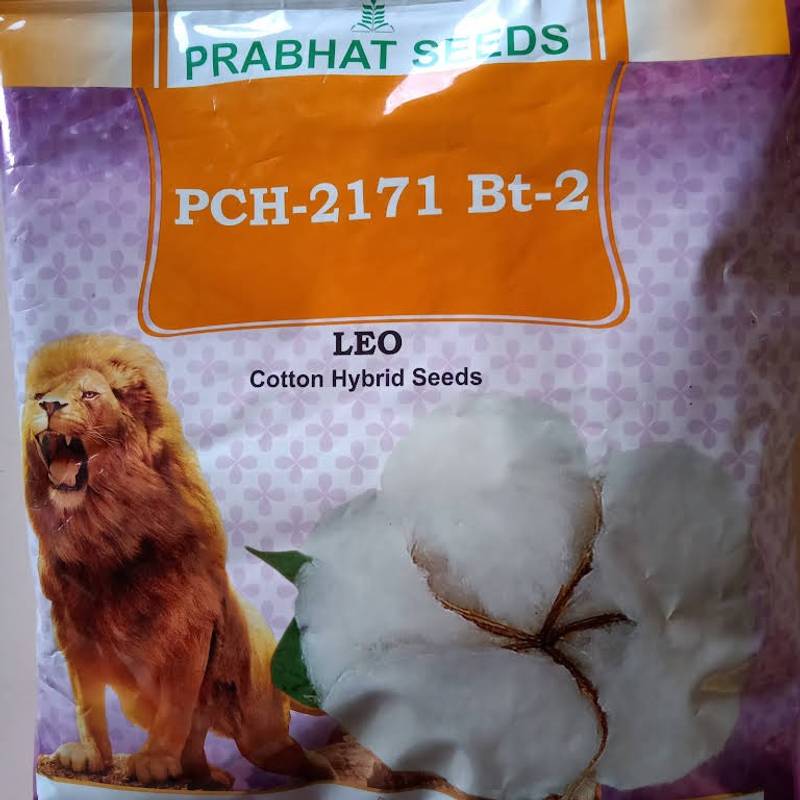 PRABHAT SEEDS
PCH-2171 Bt-2
LEO
Cotton Hybrid Seeds